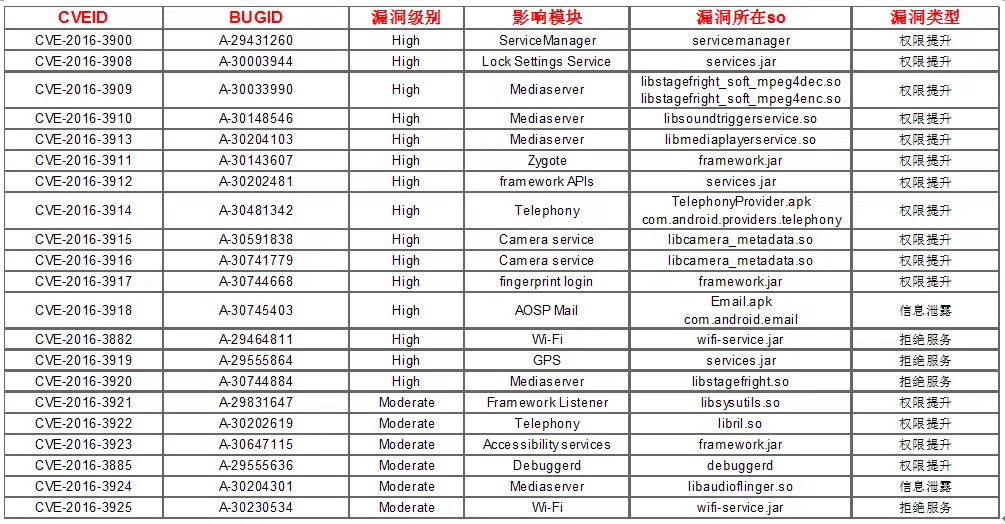 CVEID BUGID 漏洞级别 影响模块 漏洞所在so 漏洞类型
CVE-2016-3900 A-29431260 High ServiceManager servicemanager 权限提升
CVE-2016-3908 A-30003944 High Lock Settings Service services.jar 权限提升
CVE-2016-3909 A-30033990 High Mediaserver libstagefright_soft_mpeg4dec.so 权限提升
libstagefright_soft_mpeg4enc.so
CVE-2016-3910 A-30148546 High Mediaserver libsoundtriggerservice.so 权限提升
CVE-2016-3913 A-30204103 High Mediaserver libmediaplayerservice.so 权限提升
CVE-2016-3911 A-30143607 High Zygote framework.jar 权限提升
CVE-2016-3912 A-30202481 High framework APIs services.jar 权限提升
CVE-2016-3914 A-30481342 High Telephony TelephonyProvider.apk 权限提升
com.android.providers.telephony
CVE-2016-3915 A-30591838 High Camera service libcamera_metadata.so 权限提升
CVE-2016-3916 A-30741779 High Camera service libcamera_metadata.so 权限提升
CVE-2016-3917 A-30744668 High fingerprint login framework.jar 权限提升
CVE-2016-3918 A-30745403 High AOSP Mail Email.apk 信息泄露
com.android.email
CVE-2016-3882 A-29464811 High Wi-Fi wifi-service.jar 拒绝服务
CVE-2016-3919 A-29555864 High GPS services.jar 拒绝服务
CVE-2016-3920 A-30744884 High Mediaserver libstagefright.so 拒绝服务
CVE-2016-3921 A-29831647 Moderate Framework Listener libsysutils.so 权限提升
CVE-2016-3922 A-30202619 Moderate Telephony libril.so 权限提升
CVE-2016-3923 A-30647115 Moderate Accessibility services framework.jar 权限提升
CVE-2016-3885 A-29555636 Moderate Debuggerd debuggerd 权限提升
CVE-2016-3924 A-30204301 Moderate Mediaserver libaudioflinger.so 信息泄露
CVE-2016-3925 A-30230534 Moderate Wi-Fi wifi-service.jar 拒绝服务